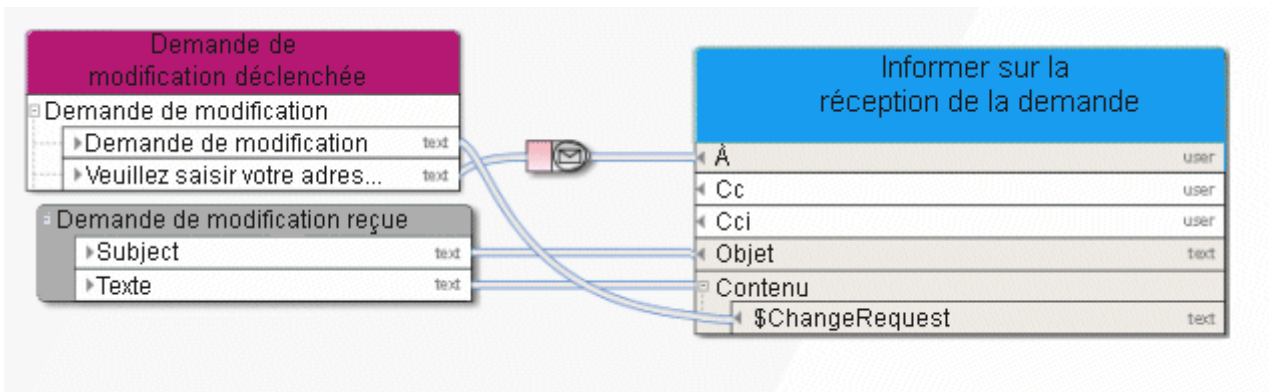 Demande de
modification déclenchée
Demande de modification
Demande de modification text
Veuillez saisir votre adres... text
Demande de modification reçue
Subject text
Texte text
Informer sur la
réception de la demande
À user
Cc user
Cci user
Objet text
Contenu
$ChangeRequest text